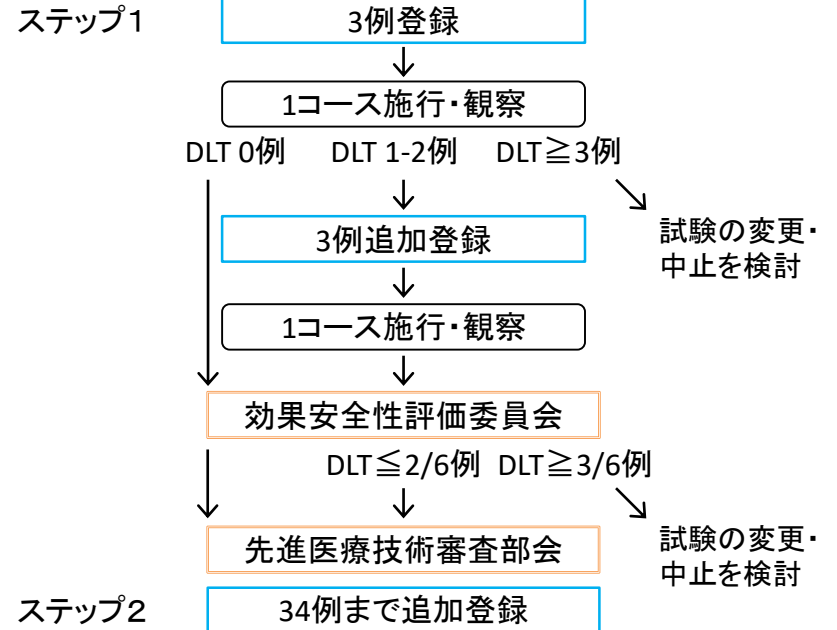 ステップ１
3例登録
1コース施行・観察
DLT 0例 DLT 1-2例 DLT≧3例
3例追加登録
試験の変更・
中止を検討
1コース施行・観察
効果安全性評価委員会
DLT≦2/6例 DLT≧3/6例
先進医療技術審査部会
試験の変更・
中止を検討
ステップ２
34例まで追加登録